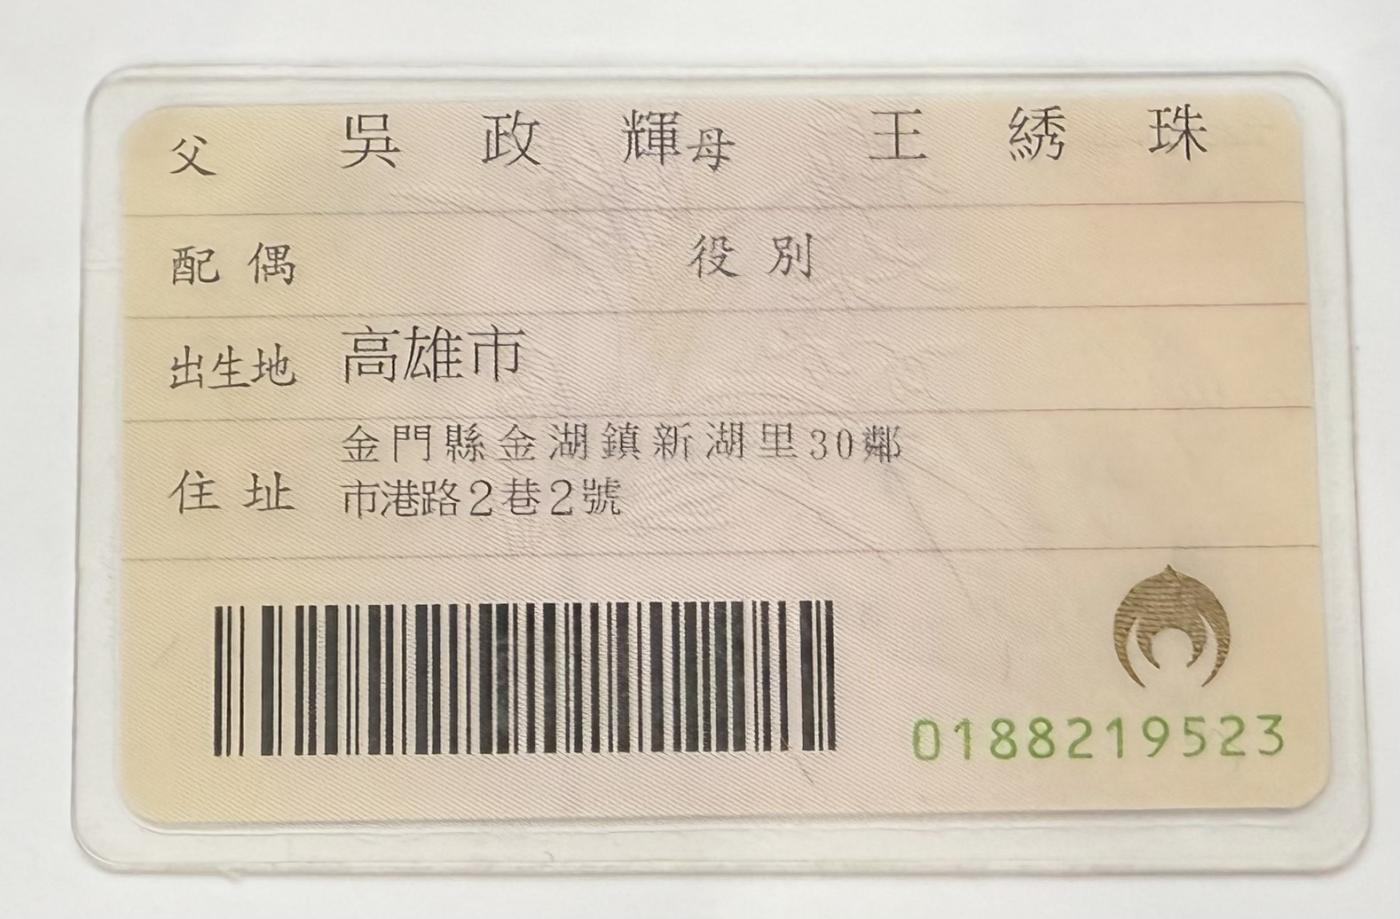 父 吳政輝 母 王綉珠
配偶 役別
出生地 高雄市
住址 金門縣金湖鎮新湖里30鄰
市港路2巷2號
0188219523